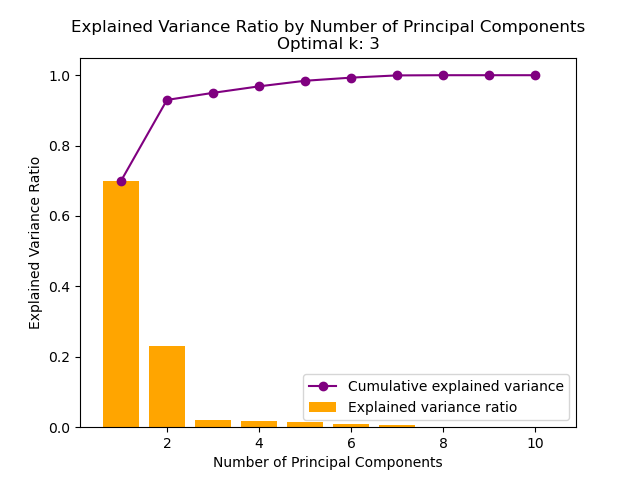 Explained Variance Ratio by Number of Principal Components
Optimal k: 3
Explained Variance Ratio
1.0
0.8
0.6
0.4
0.2
0.0
Cumulative explained variance
Explained variance ratio
2
4
6
8
10
Number of Principal Components